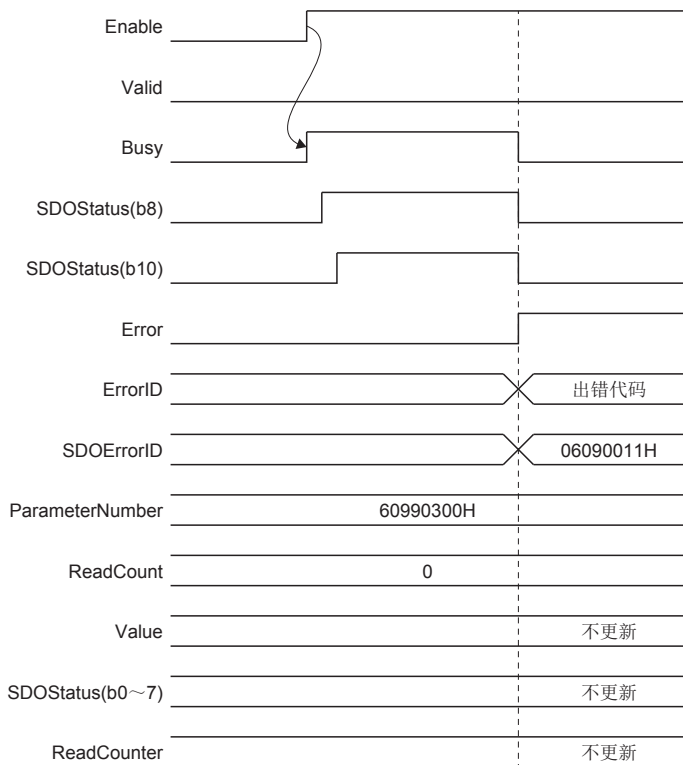 Enable
Valid
Busy
SDOStatus(b8)
SDOStatus(b10)
Error
ErrorID 出错代码
SDOErrorID 06090011H
ParameterNumber 60990300H
ReadCount 0
Value 不更新
SDOStatus(b0～7) 不更新
ReadCounter 不更新